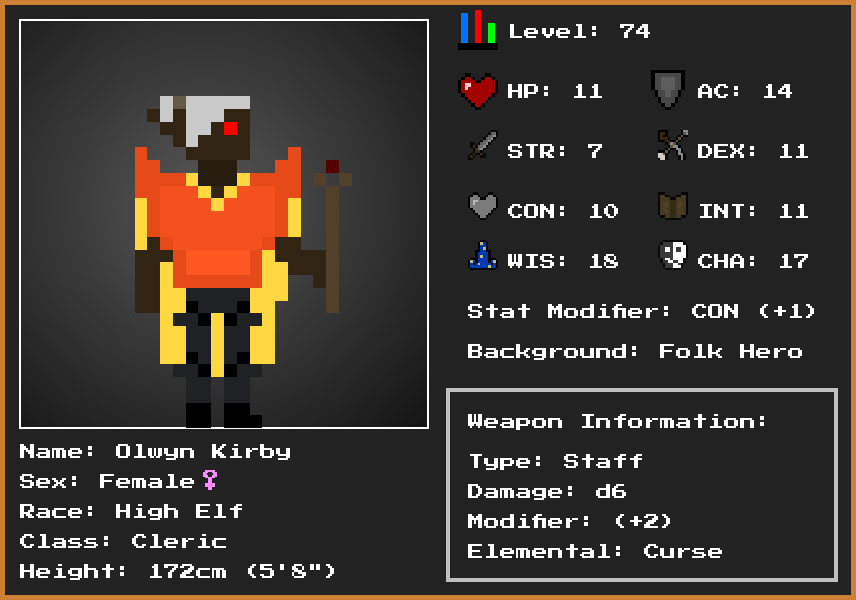 Level: 74
HP: 11 AC: 14
STR: 7 DEX: 11
CON: 10 INT: 11
WIS: 18 CHA: 17
Stat Modifier: CON (+1)
Background: Folk Hero
Weapon Information:
Type: Staff
Damage: d6
Modifier: (+2)
Elemental: Curse
Name: Olwyn Kirby
Sex: Female♀
Race: High Elf
Class: Cleric
Height: 172cm (5'8")